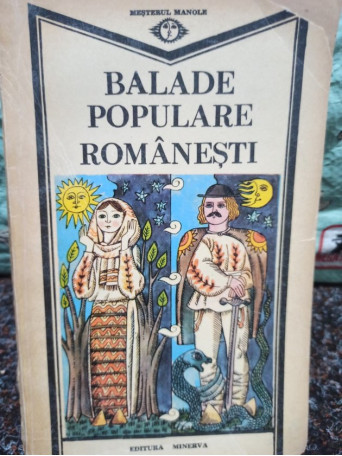 MEȘTERUL MANOLE
BALADE
POPULARE
ROMÂNEȘTI
EDITURA MINERVA